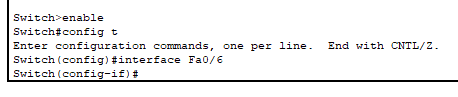 Switch>enable
Switch#config t
Enter configuration commands, one per line.  End with CNTL/Z.
Switch(config)#interface Fa0/6
Switch(config-if)#